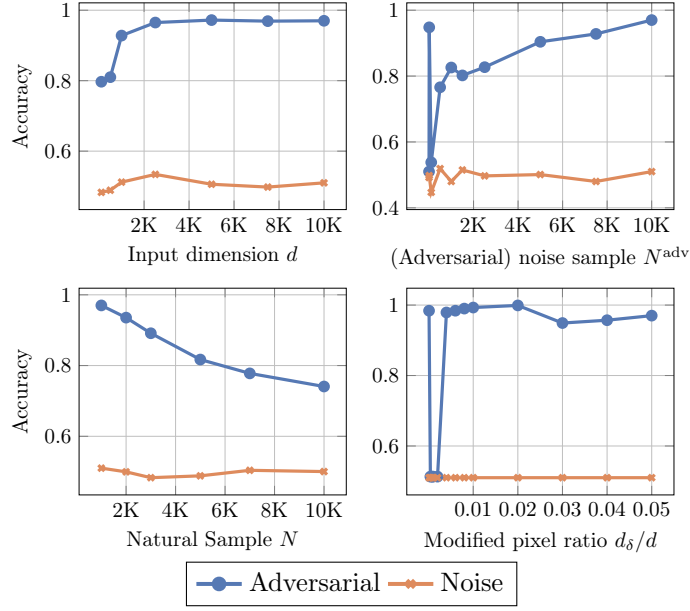 1
0.8
0.6
Accuracy
2K 4K 6K 8K 10K
Input dimension d
1
0.8
0.6
0.4
2K 4K 6K 8K 10K
(Adversarial) noise sample N^adv
1
0.8
0.6
Accuracy
2K 4K 6K 8K 10K
Natural Sample N
1
0.8
0.6
0.01 0.02 0.03 0.04 0.05
Modified pixel ratio d_δ/d
Adversarial Noise